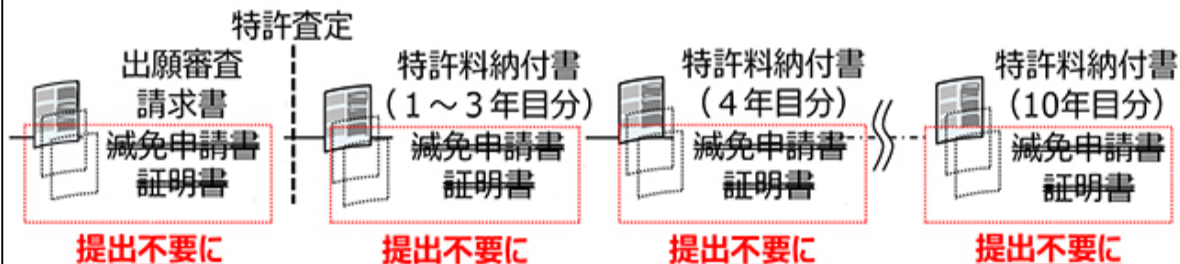 特許査定
出願審査
請求書
減免申請書
証明書
提出不要に
特許料納付書
(1～3年目分)
減免申請書
証明書
提出不要に
特許料納付書
(4年目分)
減免申請書
証明書
提出不要に
特許料納付書
(10年目分)
減免申請書
証明書
提出不要に